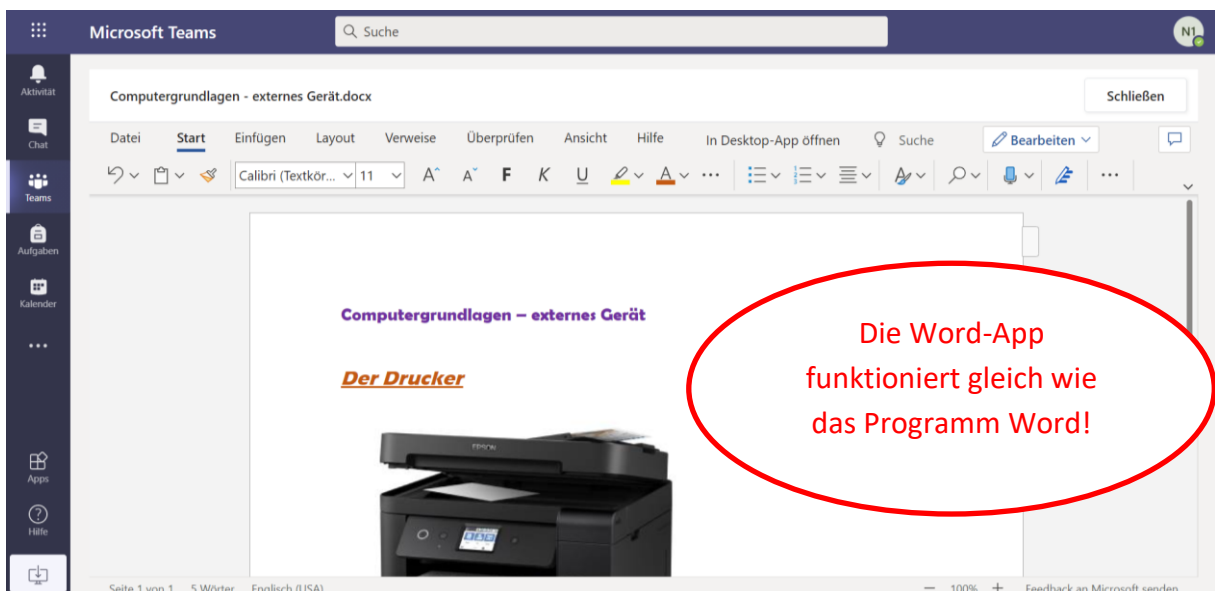 Microsoft Teams
Suche
N1
Aktivität
Chat
Teams
Aufgaben
Kalender
Apps
Hilfe
Computergrundlagen - externes Gerät.docx
Schließen
Datei Start Einfügen Layout Verweise Überprüfen Ansicht Hilfe In Desktop-App öffnen Suche Bearbeiten
Calibri (Textkör... 11 A A F K U A
Computergrundlagen – externes Gerät
Der Drucker
EPSON
Die Word-App
funktioniert gleich wie
das Programm Word!
Seite 1 von 1 5 Wörter Englisch (USA) 100% Feedback an Microsoft senden